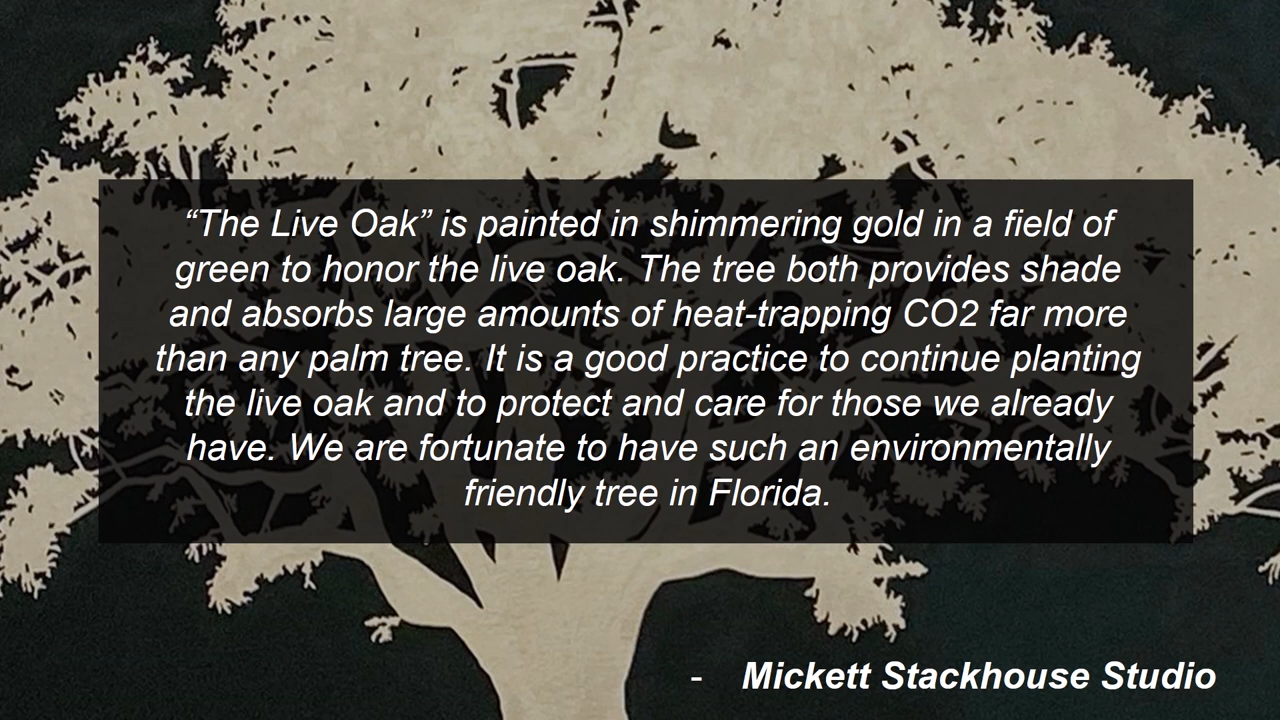 “The Live Oak” is painted in shimmering gold in a field of
green to honor the live oak. The tree both provides shade
and absorbs large amounts of heat-trapping CO2 far more
than any palm tree. It is a good practice to continue planting
the live oak and to protect and care for those we already
have. We are fortunate to have such an environmentally
friendly tree in Florida.
- Mickett Stackhouse Studio